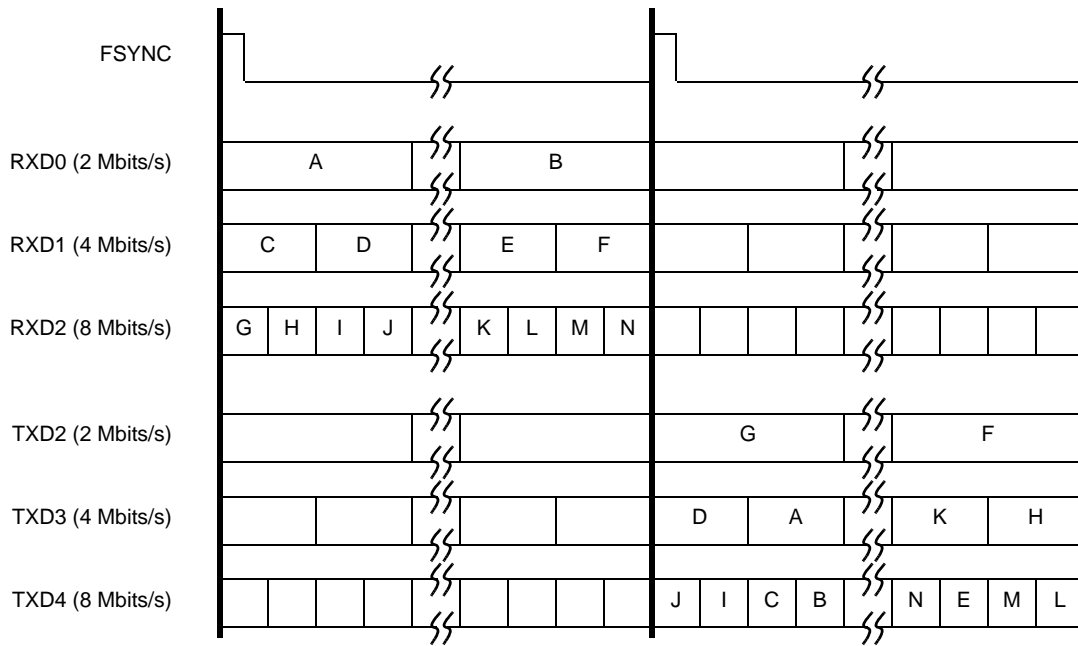 FSYNC
RXD0 (2 Mbits/s) A B
RXD1 (4 Mbits/s) C D E F
RXD2 (8 Mbits/s) G H I J K L M N
TXD2 (2 Mbits/s) G F
TXD3 (4 Mbits/s) D A K H
TXD4 (8 Mbits/s) J I C B N E M L